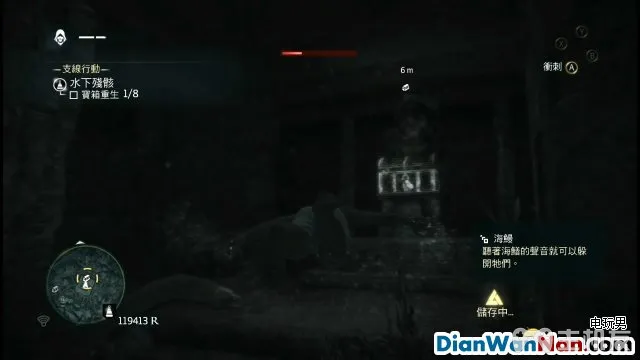 6 m
衝刺 A
支線行動
水下殘骸
寶箱重生 1/8
海鰻
聽著海鰻的聲音就可以躲
開牠們。
儲存中...
119413 R
电玩男
DianWanNan.com